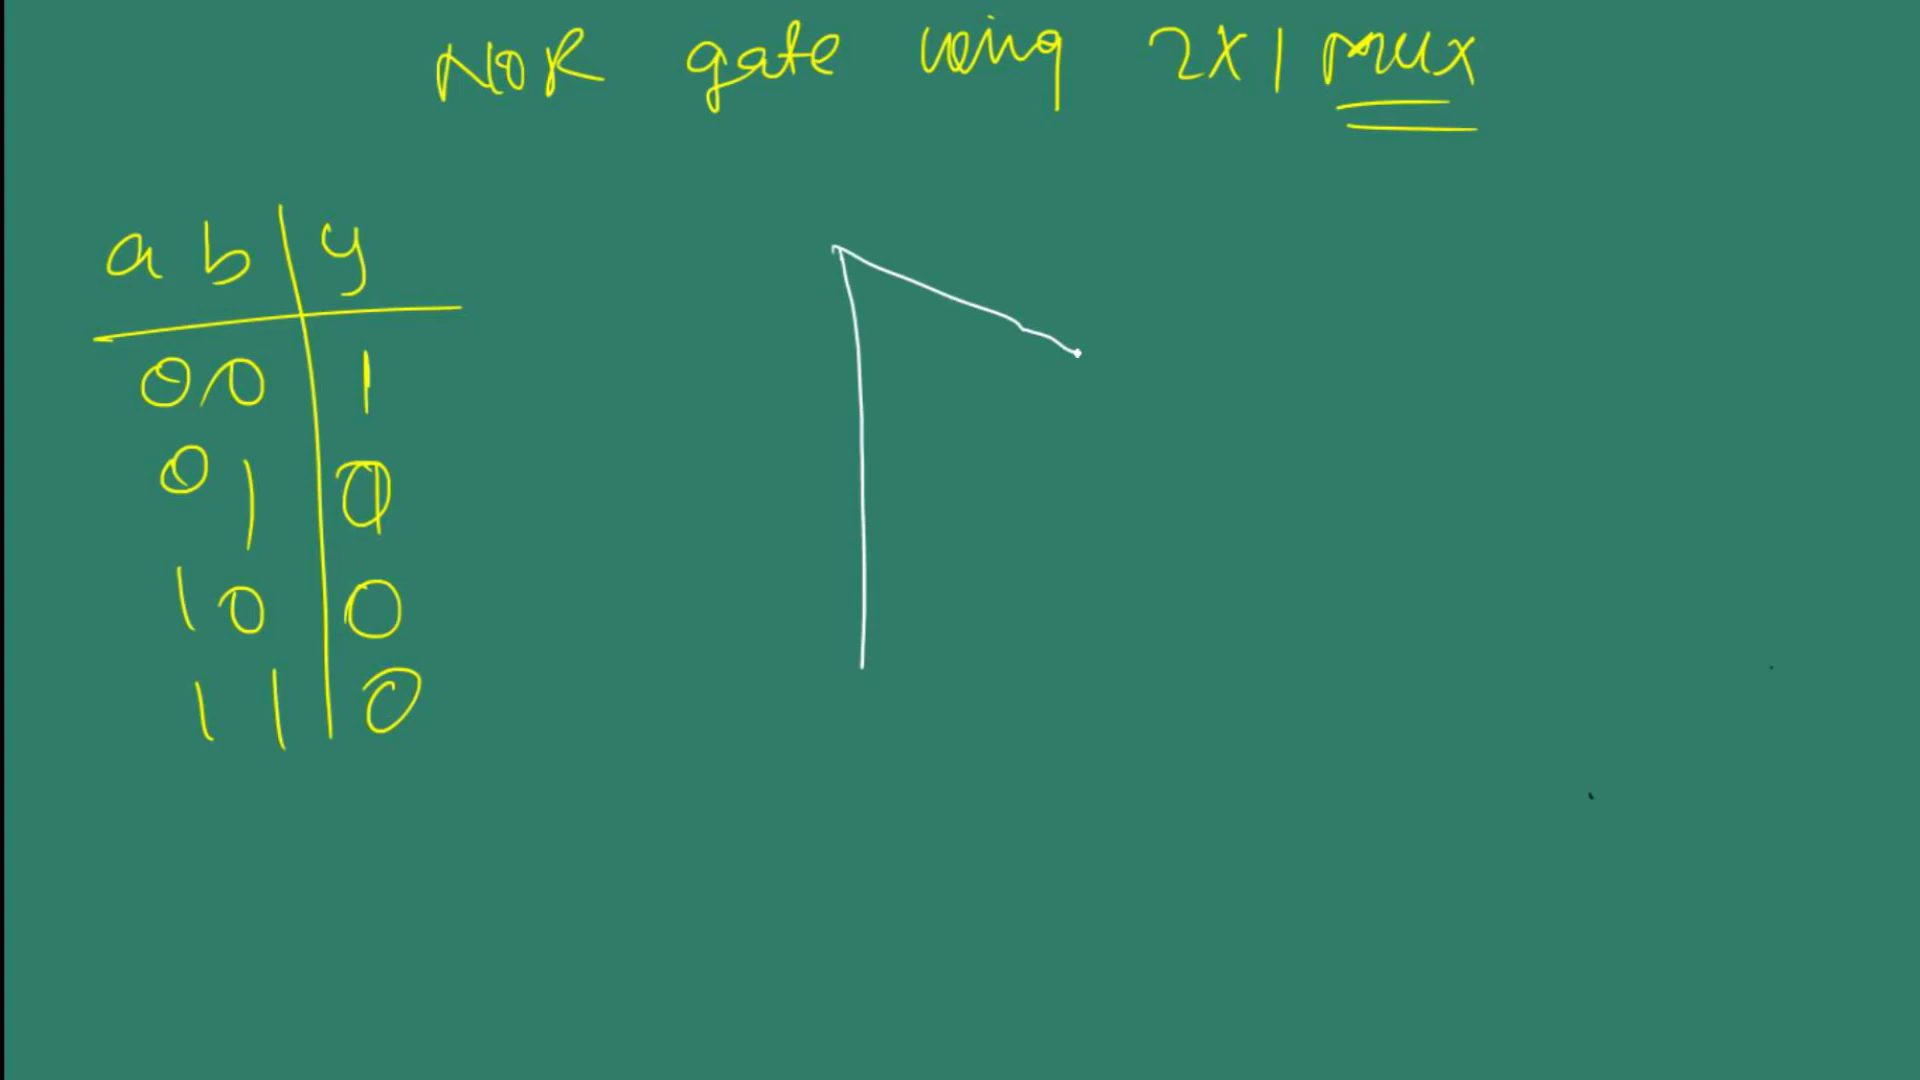 NOR gate using 2X1 MUX
a b y
0 0 1
0 1 0
1 0 0
1 1 0